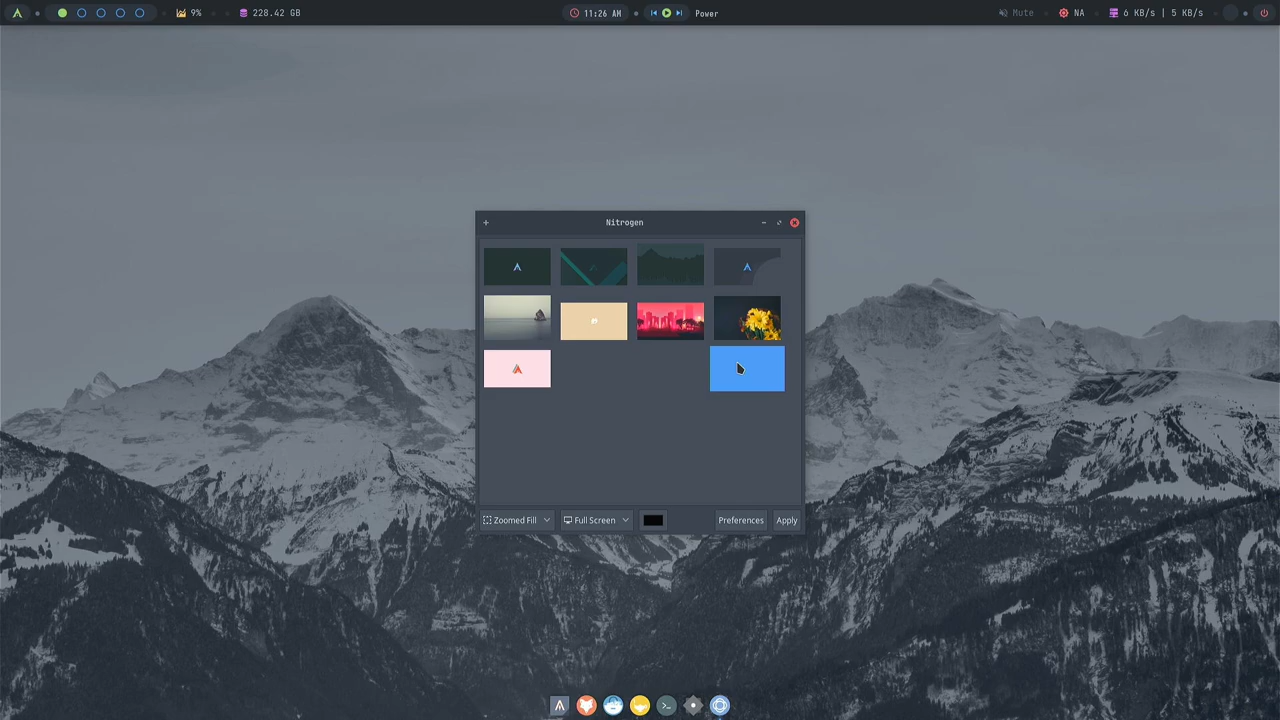 9% 228.42 GB 11:26 AM Power Mute NA 6 KB/s | 5 KB/s
Nitrogen
Zoomed Fill Full Screen Preferences Apply